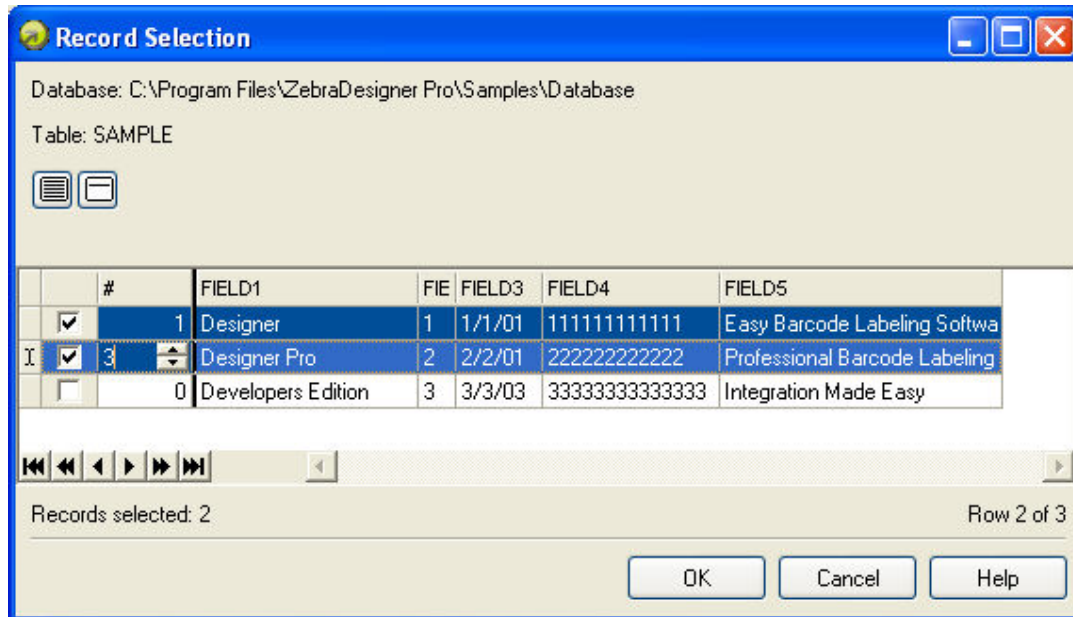 Record Selection
Database: C:\Program Files\ZebraDesigner Pro\Samples\Database
Table: SAMPLE
# FIELD1 FIE FIELD3 FIELD4 FIELD5
1 Designer 1 1/1/01 111111111111 Easy Barcode Labeling Softwa
3 Designer Pro 2 2/2/01 222222222222 Professional Barcode Labeling
0 Developers Edition 3 3/3/03 33333333333333 Integration Made Easy
Records selected: 2 Row 2 of 3
OK Cancel Help